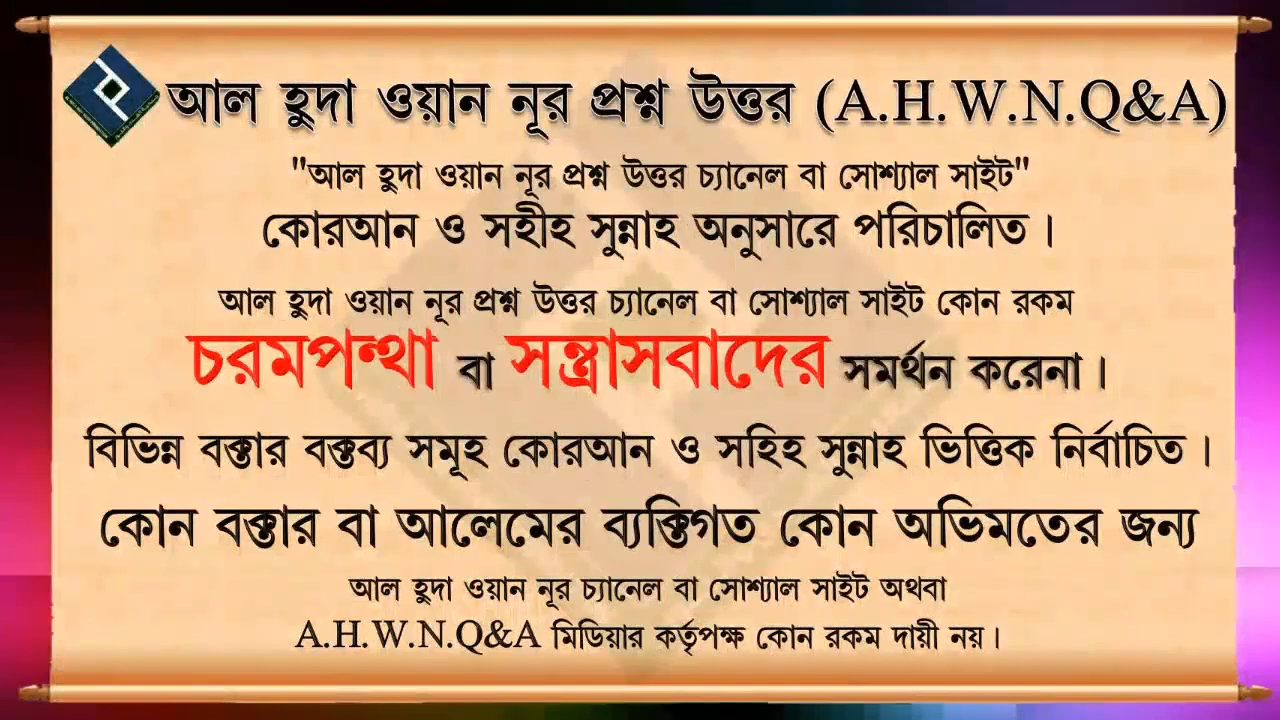 আল হুদা ওয়ান নূর প্রশ্ন উত্তর (A.H.W.N.Q&A)
"আল হুদা ওয়ান নূর প্রশ্ন উত্তর চ্যানেল বা সোশ্যাল সাইট"
কোরআন ও সহীহ সুন্নাহ অনুসারে পরিচালিত।
আল হুদা ওয়ান নূর প্রশ্ন উত্তর চ্যানেল বা সোশ্যাল সাইট কোন রকম
চরমপন্থা বা সন্ত্রাসবাদের সমর্থন করেনা।
বিভিন্ন বক্তার বক্তব্য সমূহ কোরআন ও সহিহ সুন্নাহ ভিত্তিক নির্বাচিত।
কোন বক্তার বা আলেমের ব্যক্তিগত কোন অভিমতের জন্য
আল হুদা ওয়ান নূর চ্যানেল বা সোশ্যাল সাইট অথবা
A.H.W.N.Q&A মিডিয়ার কর্তৃপক্ষ কোন রকম দায়ী নয়।